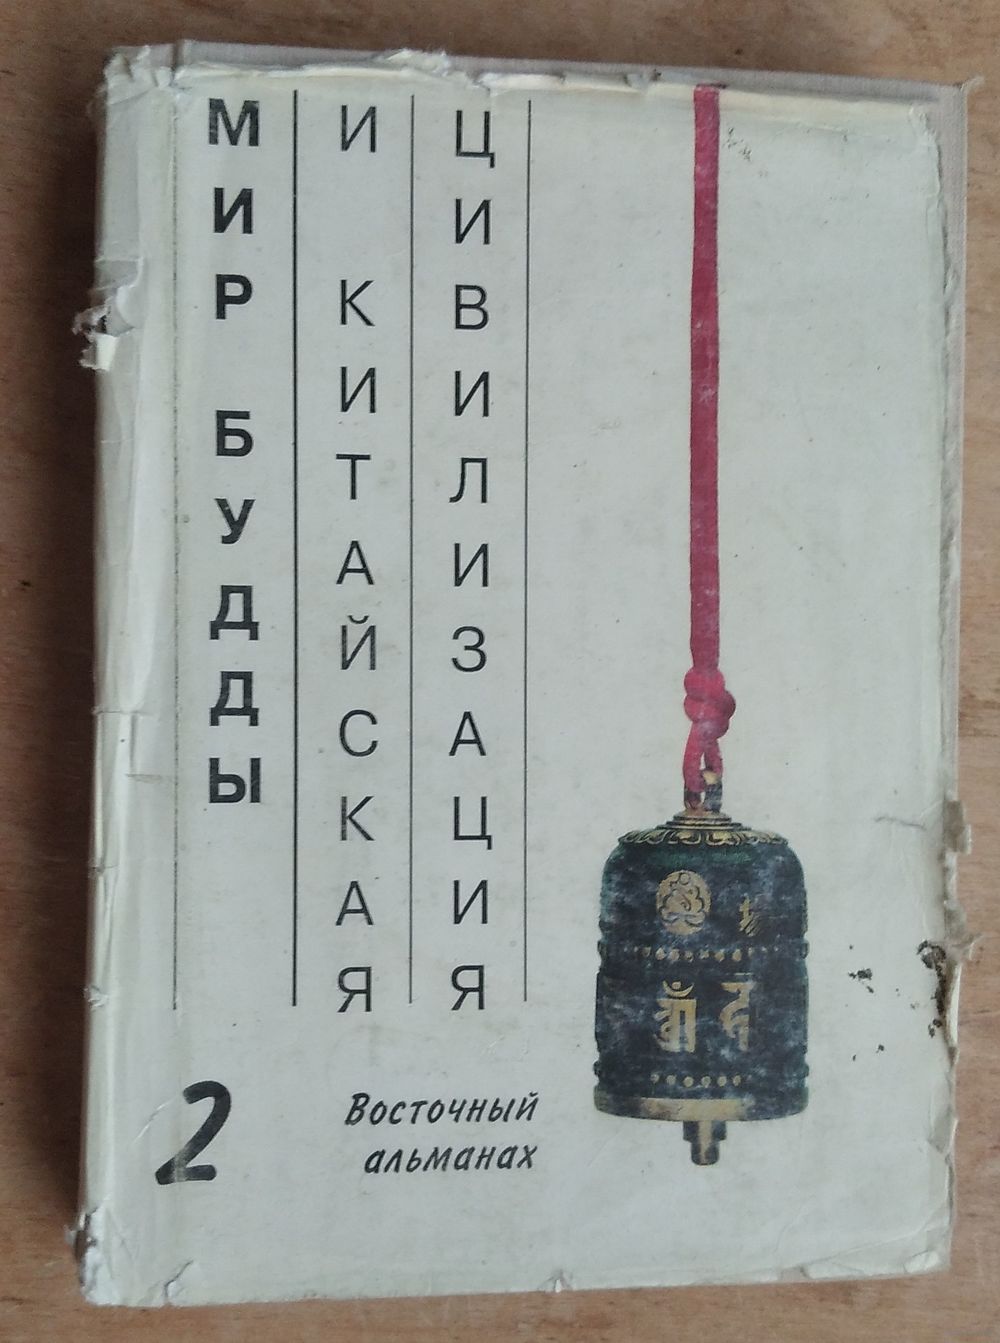 МИР БУДДЫ
И КИТАЙСКАЯ
ЦИВИЛИЗАЦИЯ
2
Восточный
альманах